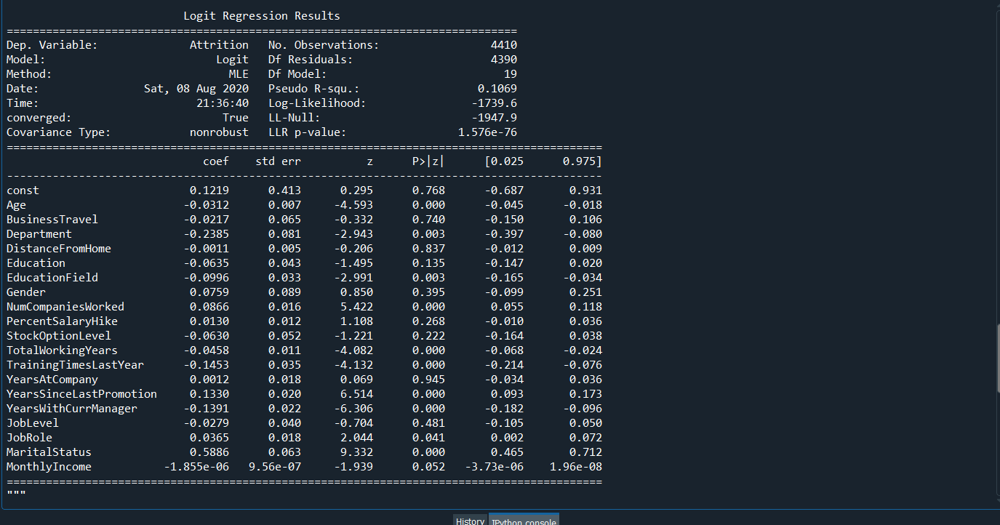 Logit Regression Results
==============================================================================
Dep. Variable:              Attrition   No. Observations:                 4410
Model:                          Logit   Df Residuals:                     4390
Method:                           MLE   Df Model:                           19
Date:                Sat, 08 Aug 2020   Pseudo R-squ.:                  0.1069
Time:                        21:36:40   Log-Likelihood:                -1739.6
converged:                       True   LL-Null:                       -1947.9
Covariance Type:            nonrobust   LLR p-value:                 1.576e-76
===========================================================================================
                              coef    std err          z      P>|z|      [0.025      0.975]
-------------------------------------------------------------------------------------------
const                       0.1219      0.413      0.295      0.768      -0.687       0.931
Age                        -0.0312      0.007     -4.593      0.000      -0.045      -0.018
BusinessTravel             -0.0217      0.065     -0.332      0.740      -0.150       0.106
Department                 -0.2385      0.081     -2.943      0.003      -0.397      -0.080
DistanceFromHome           -0.0011      0.005     -0.206      0.837      -0.012       0.009
Education                  -0.0635      0.043     -1.495      0.135      -0.147       0.020
EducationField             -0.0996      0.033     -2.991      0.003      -0.165      -0.034
Gender                      0.0759      0.089      0.850      0.395      -0.099       0.251
NumCompaniesWorked          0.0866      0.016      5.422      0.000       0.055       0.118
PercentSalaryHike           0.0130      0.012      1.108      0.268      -0.010       0.036
StockOptionLevel           -0.0630      0.052     -1.221      0.222      -0.164       0.038
TotalWorkingYears          -0.0458      0.011     -4.082      0.000      -0.068      -0.024
TrainingTimesLastYear      -0.1453      0.035     -4.132      0.000      -0.214      -0.076
YearsAtCompany              0.0012      0.018      0.069      0.945      -0.034       0.036
YearsSinceLastPromotion     0.1330      0.020      6.514      0.000       0.093       0.173
YearsWithCurrManager       -0.1391      0.022     -6.306      0.000      -0.182      -0.096
JobLevel                   -0.0279      0.040     -0.704      0.481      -0.105       0.050
JobRole                     0.0365      0.018      2.044      0.041       0.002       0.072
MaritalStatus               0.5886      0.063      9.332      0.000       0.465       0.712
MonthlyIncome           -1.855e-06   9.56e-07     -1.939      0.052   -3.73e-06    1.96e-08
===========================================================================================
"""
History IPython console